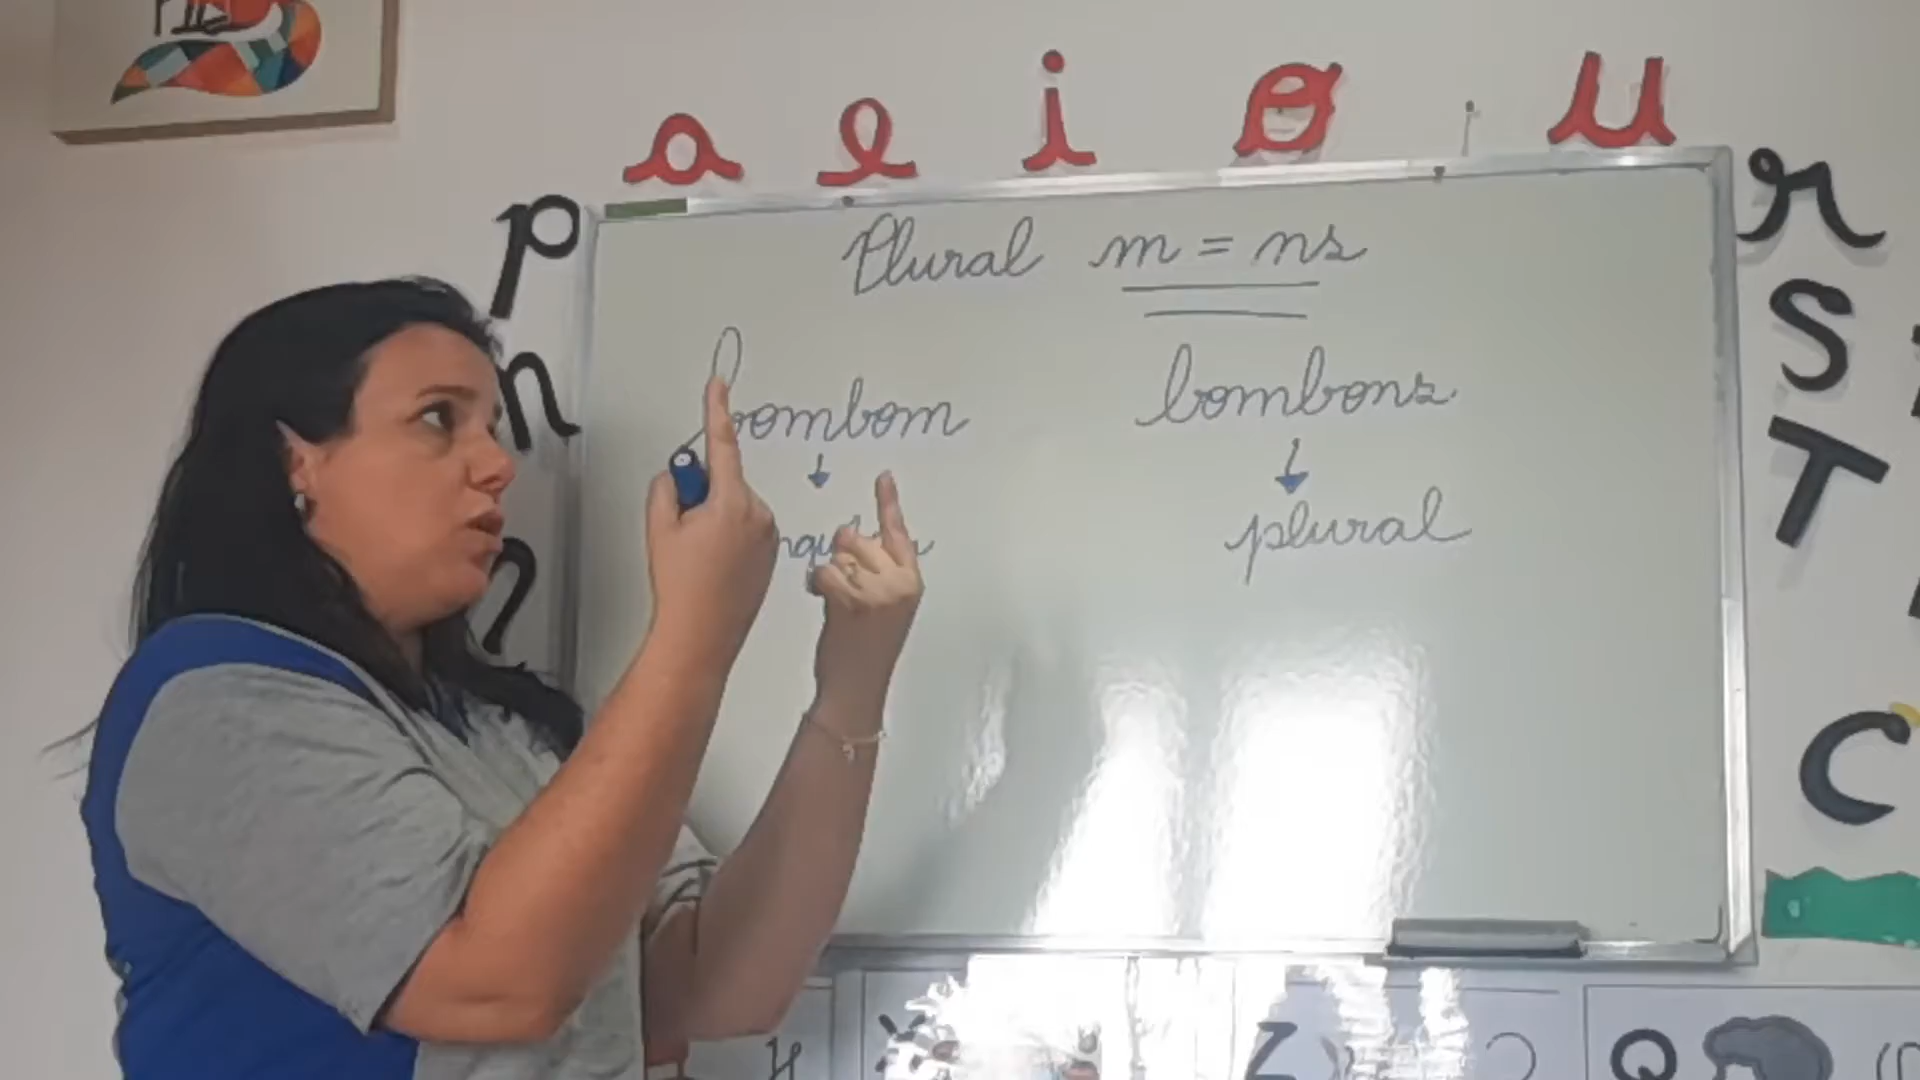 a e i o u
Plural m = ns
bombom bombons
plural
p
n
r
S
T
C
Z
Q